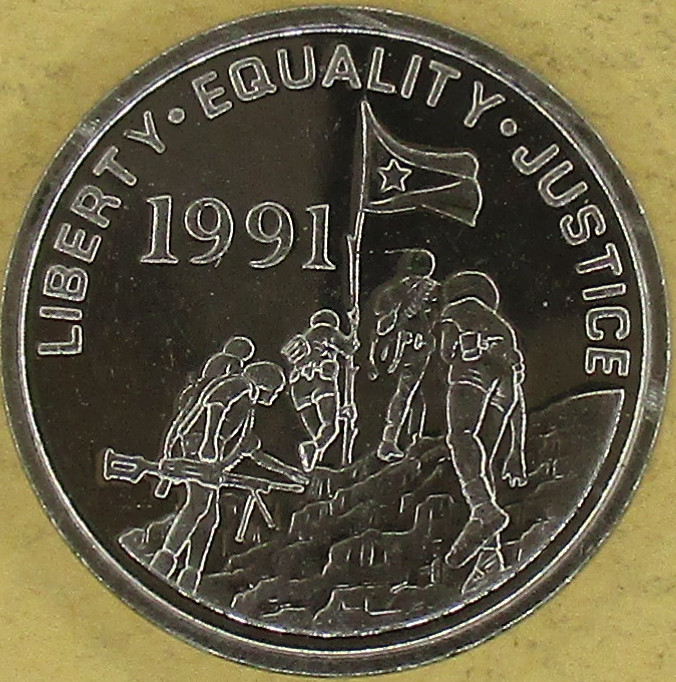 LIBERTY • EQUALITY • JUSTICE
1991